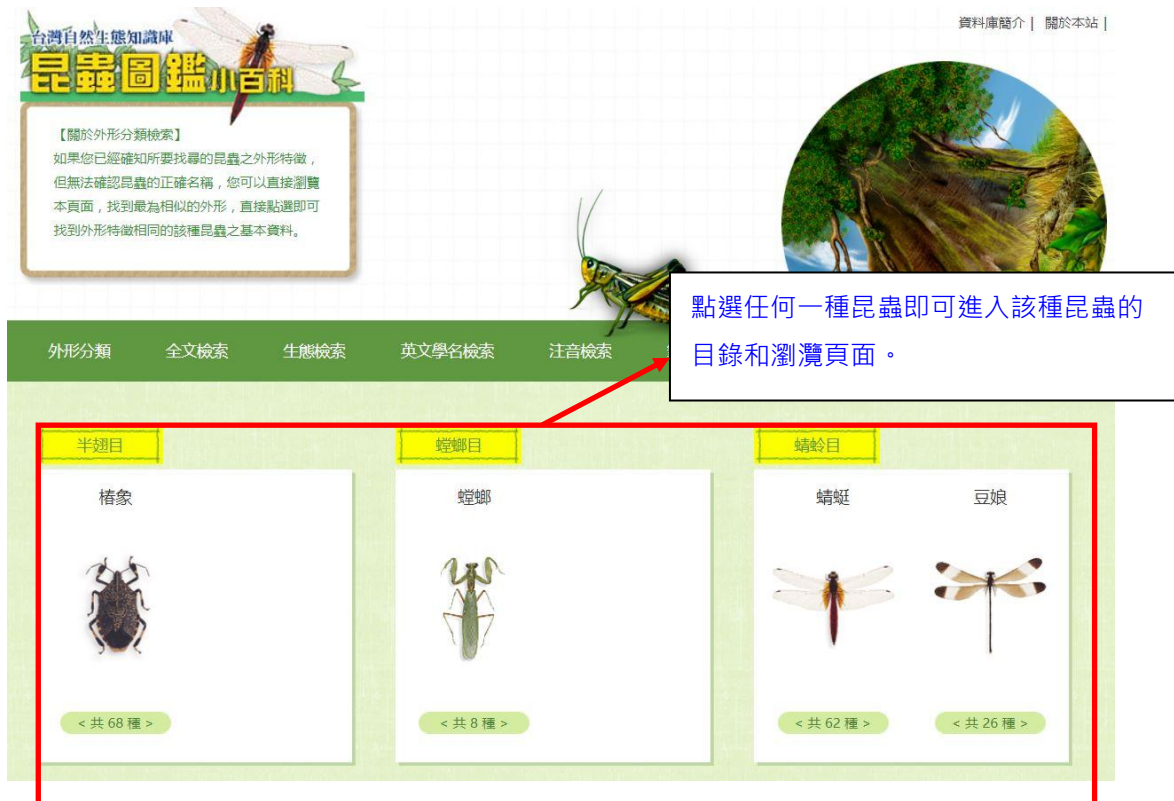 資料庫簡介 | 關於本站 |
台灣自然生態知識庫
昆蟲圖鑑小百科
【關於外形分類檢索】
如果您已經確知所要找尋的昆蟲之外形特徵，
但無法確認昆蟲的正確名稱，您可以直接瀏覽
本頁面，找到最為相似的外形，直接點選即可
找到外形特徵相同的該種昆蟲之基本資料。
點選任何一種昆蟲即可進入該種昆蟲的
目錄和瀏灠頁面。
外形分類 全文檢索 生態檢索 英文學名檢索 注音檢索
半翅目 螳螂目 蜻蛉目
椿象 螳螂 蜻蜓 豆娘
< 共 68 種 > < 共 8 種 > < 共 62 種 > < 共 26 種 >